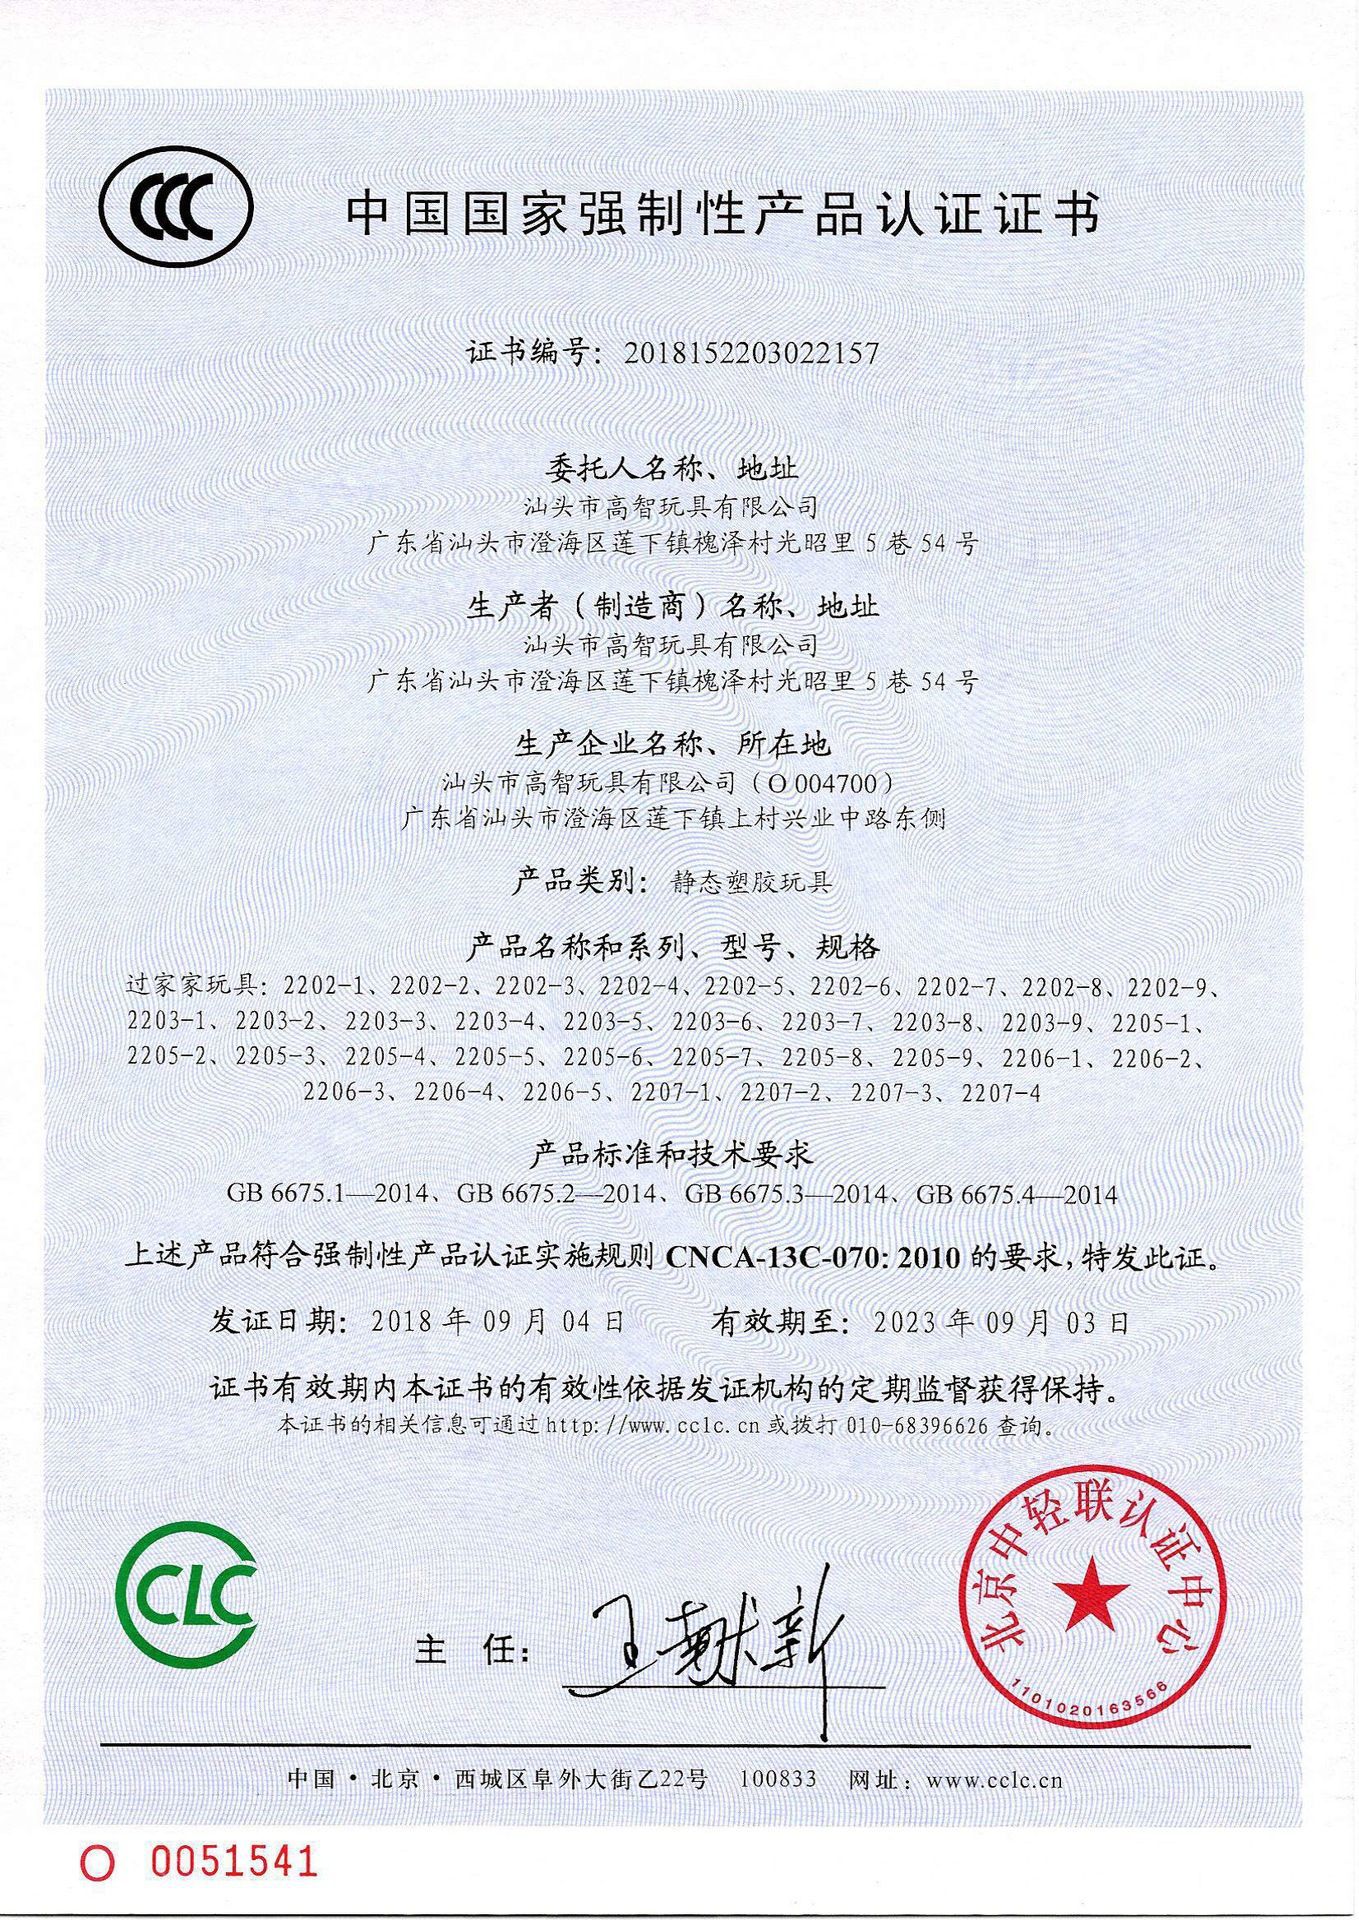 CCC
中国国家强制性产品认证证书
证书编号：2018152203022157
委托人名称、地址
汕头市高智玩具有限公司
广东省汕头市澄海区莲下镇槐泽村光昭里 5 巷 54 号
生产者（制造商）名称、地址
汕头市高智玩具有限公司
广东省汕头市澄海区莲下镇槐泽村光昭里 5 巷 54 号
生产企业名称、所在地
汕头市高智玩具有限公司（O 004700）
广东省汕头市澄海区莲下镇上村兴业中路东侧
产品类别：静态塑胶玩具
产品名称和系列、型号、规格
过家家玩具：2202-1、2202-2、2202-3、2202-4、2202-5、2202-6、2202-7、2202-8、2202-9、
2203-1、2203-2、2203-3、2203-4、2203-5、2203-6、2203-7、2203-8、2203-9、2205-1、
2205-2、2205-3、2205-4、2205-5、2205-6、2205-7、2205-8、2205-9、2206-1、2206-2、
2206-3、2206-4、2206-5、2207-1、2207-2、2207-3、2207-4
产品标准和技术要求
GB 6675.1—2014、GB 6675.2—2014、GB 6675.3—2014、GB 6675.4—2014
上述产品符合强制性产品认证实施规则 CNCA-13C-070: 2010 的要求，特发此证。
发证日期：2018 年 09 月 04 日 有效期至：2023 年 09 月 03 日
证书有效期内本证书的有效性依据发证机构的定期监督获得保持。
本证书的相关信息可通过 http://www.cclc.cn 或拨打 010-68396626 查询。
CLC
主 任：王献新
北京中轻联认证中心
1101020163566
中国·北京·西城区阜外大街乙22号 100833 网址：www.cclc.cn
O 0051541